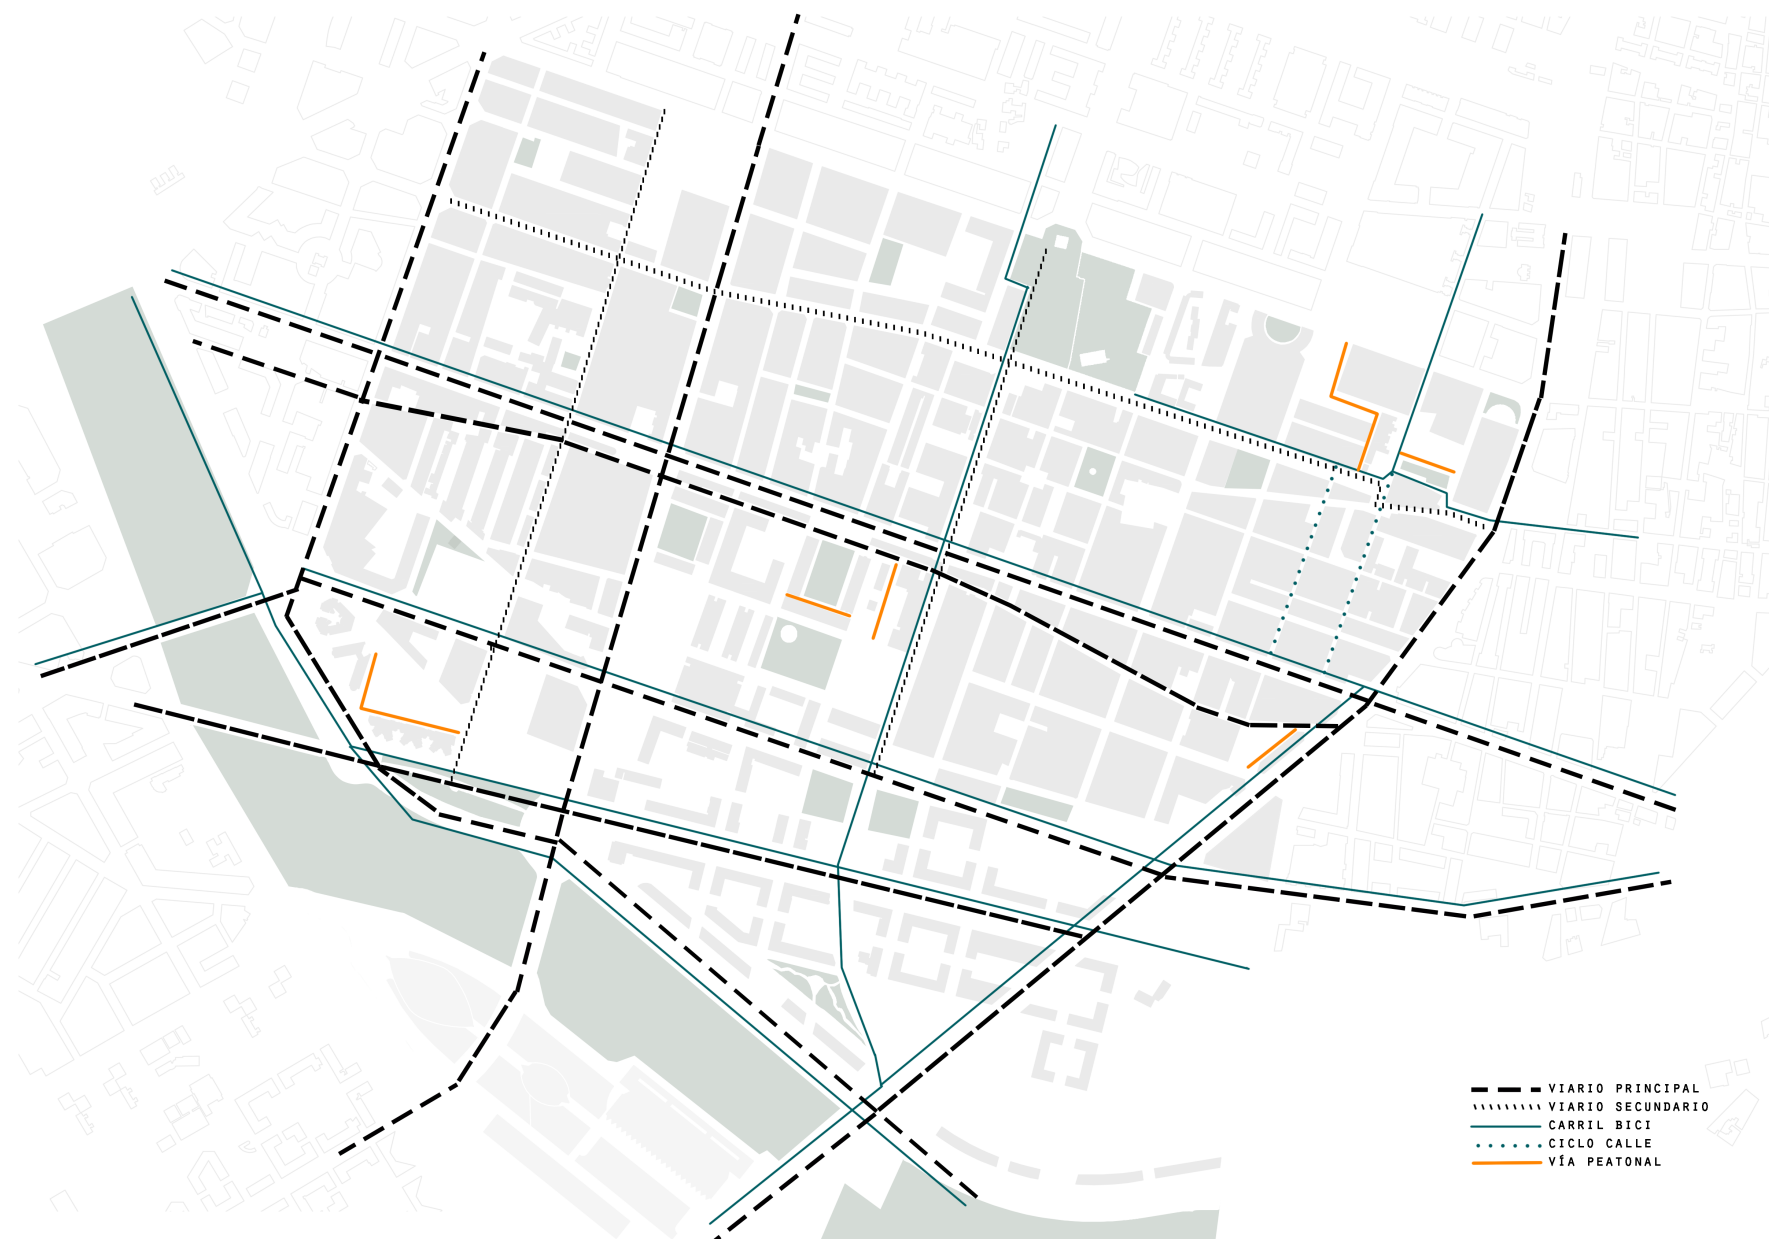 VIARIO PRINCIPAL
VIARIO SECUNDARIO
CARRIL BICI
CICLO CALLE
VÍA PEATONAL